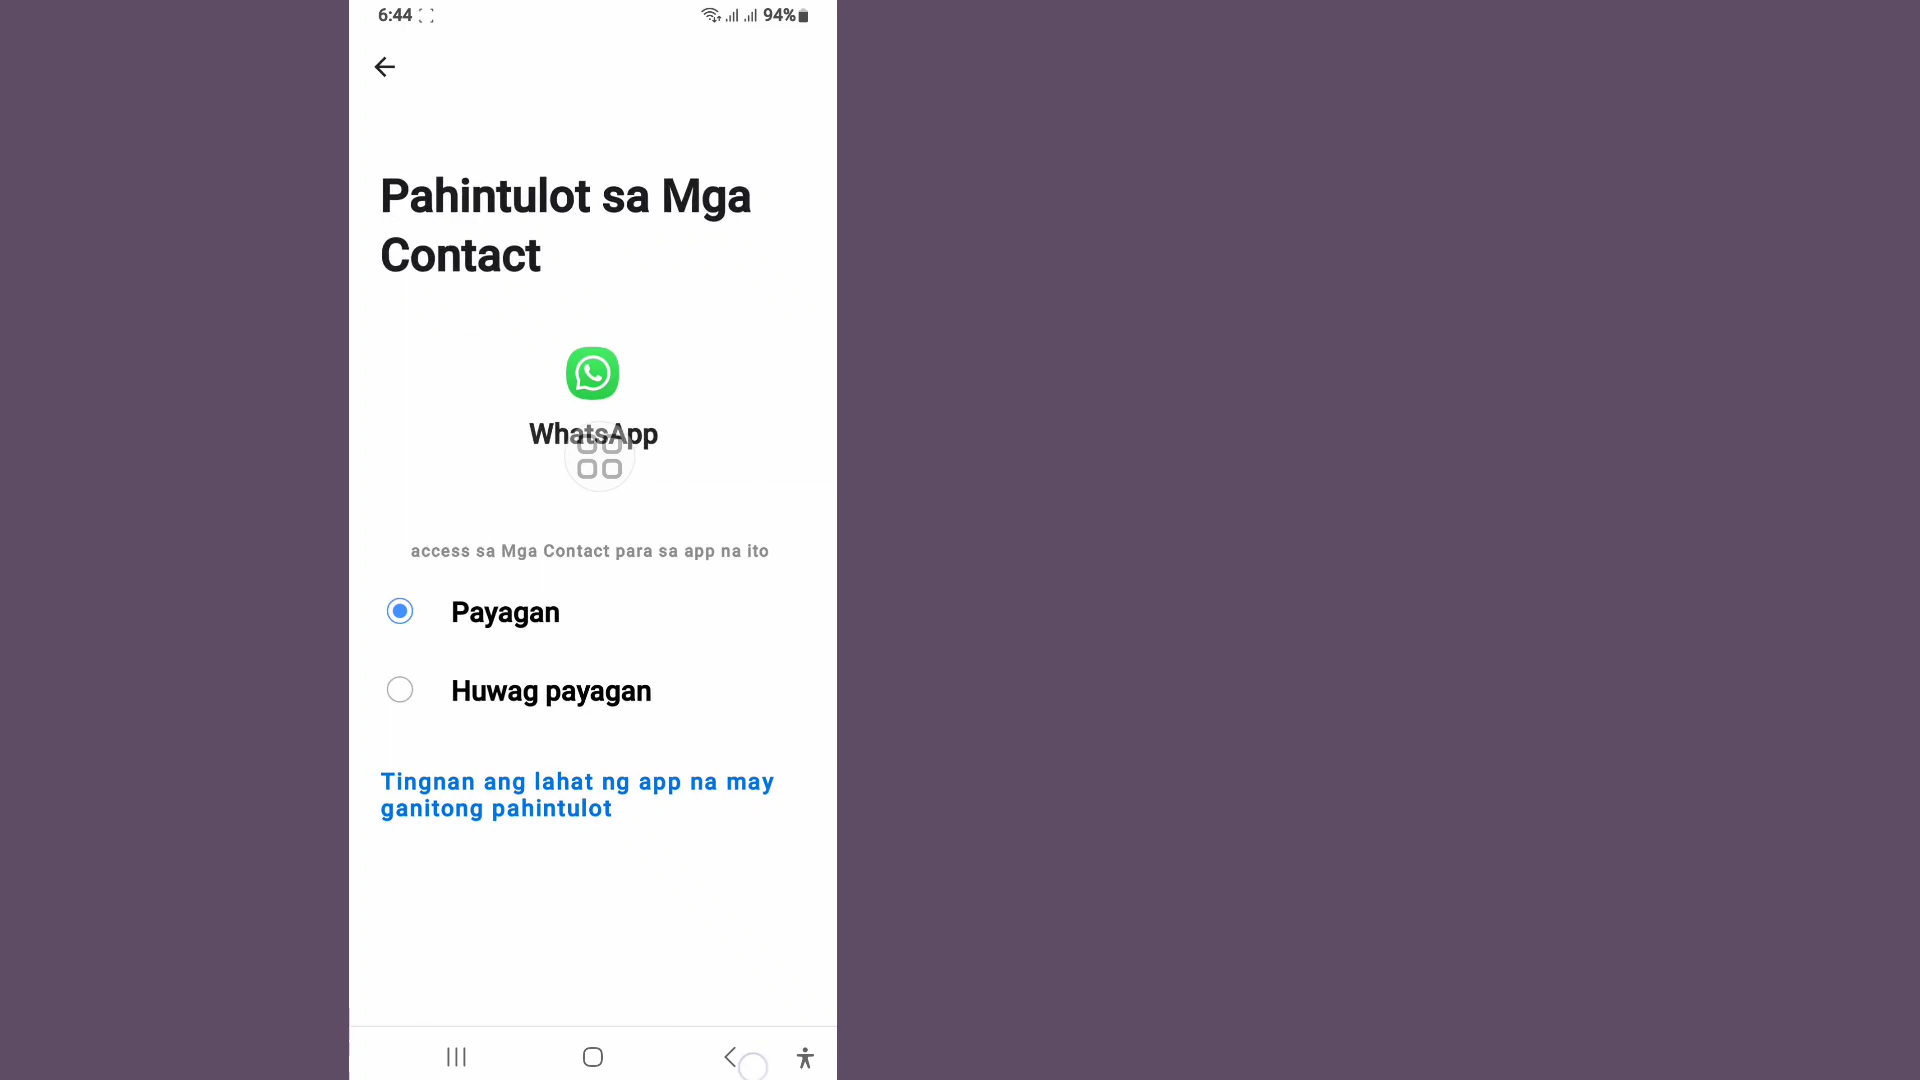 6:44
94%
Pahintulot sa Mga
Contact
WhatsApp
access sa Mga Contact para sa app na ito
Payagan
Huwag payagan
Tingnan ang lahat ng app na may
ganitong pahintulot